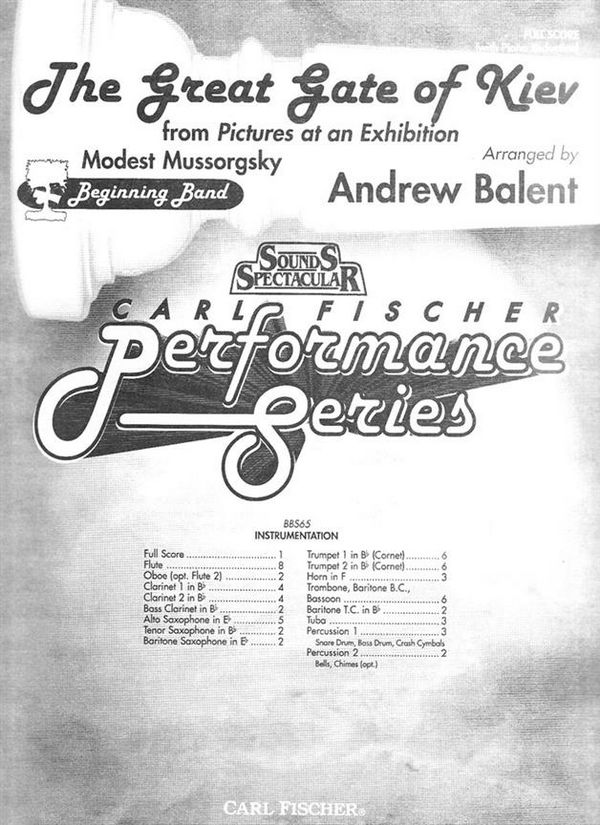 FULL SCORE
The Great Gate of Kiev
from Pictures at an Exhibition
Modest Mussorgsky
Arranged by
Beginning Band
Andrew Balent
SOUNDS
SPECTACULAR
CARL FISCHER
Performance
Series
BBS65
INSTRUMENTATION
Full Score ............................ 1
Flute .................................... 8
Oboe (opt. Flute 2) ................ 2
Clarinet 1 in B♭ .................... 4
Clarinet 2 in B♭ .................... 4
Bass Clarinet in B♭ ................ 2
Alto Saxophone in E♭ ............. 5
Tenor Saxophone in B♭ ........... 2
Baritone Saxophone in E♭ ........ 2
Trumpet 1 in B♭ (Cornet) ........... 6
Trumpet 2 in B♭ (Cornet) ........... 6
Horn in F ............................ 3
Trombone, Baritone B.C.,
Bassoon .............................. 6
Baritone T.C. in B♭ .................. 2
Tuba .................................. 3
Percussion 1 ......................... 3
Snare Drum, Bass Drum, Crash Cymbals
Percussion 2 ......................... 2
Bells, Chimes (opt.)
CARL FISCHER®